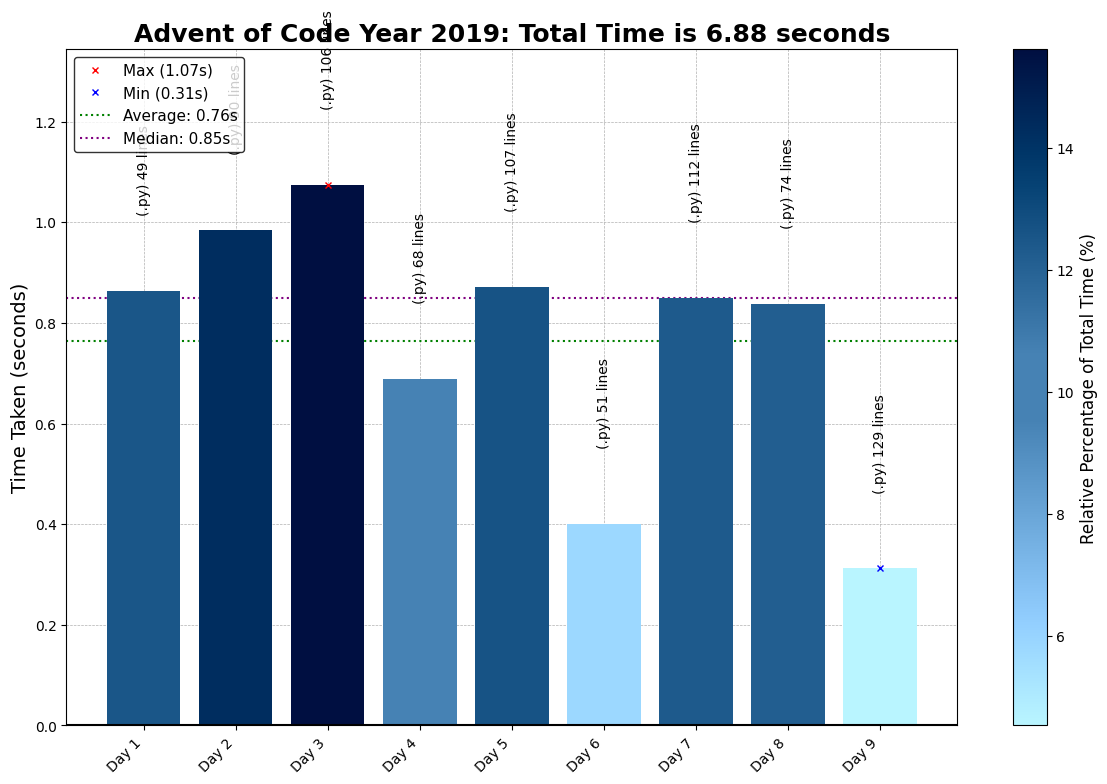 Advent of Code Year 2019: Total Time is 6.88 seconds
Max (1.07s)
Min (0.31s)
Average: 0.76s
Median: 0.85s
(.py) 49 lines
lines
(.py) 106 lines
(.py) 68 lines
(.py) 107 lines
(.py) 51 lines
(.py) 112 lines
(.py) 74 lines
(.py) 129 lines
Time Taken (seconds)
1.2
1.0
0.8
0.6
0.4
0.2
0.0
Day 1
Day 2
Day 3
Day 4
Day 5
Day 6
Day 7
Day 8
Day 9
14
12
10
8
6
Relative Percentage of Total Time (%)